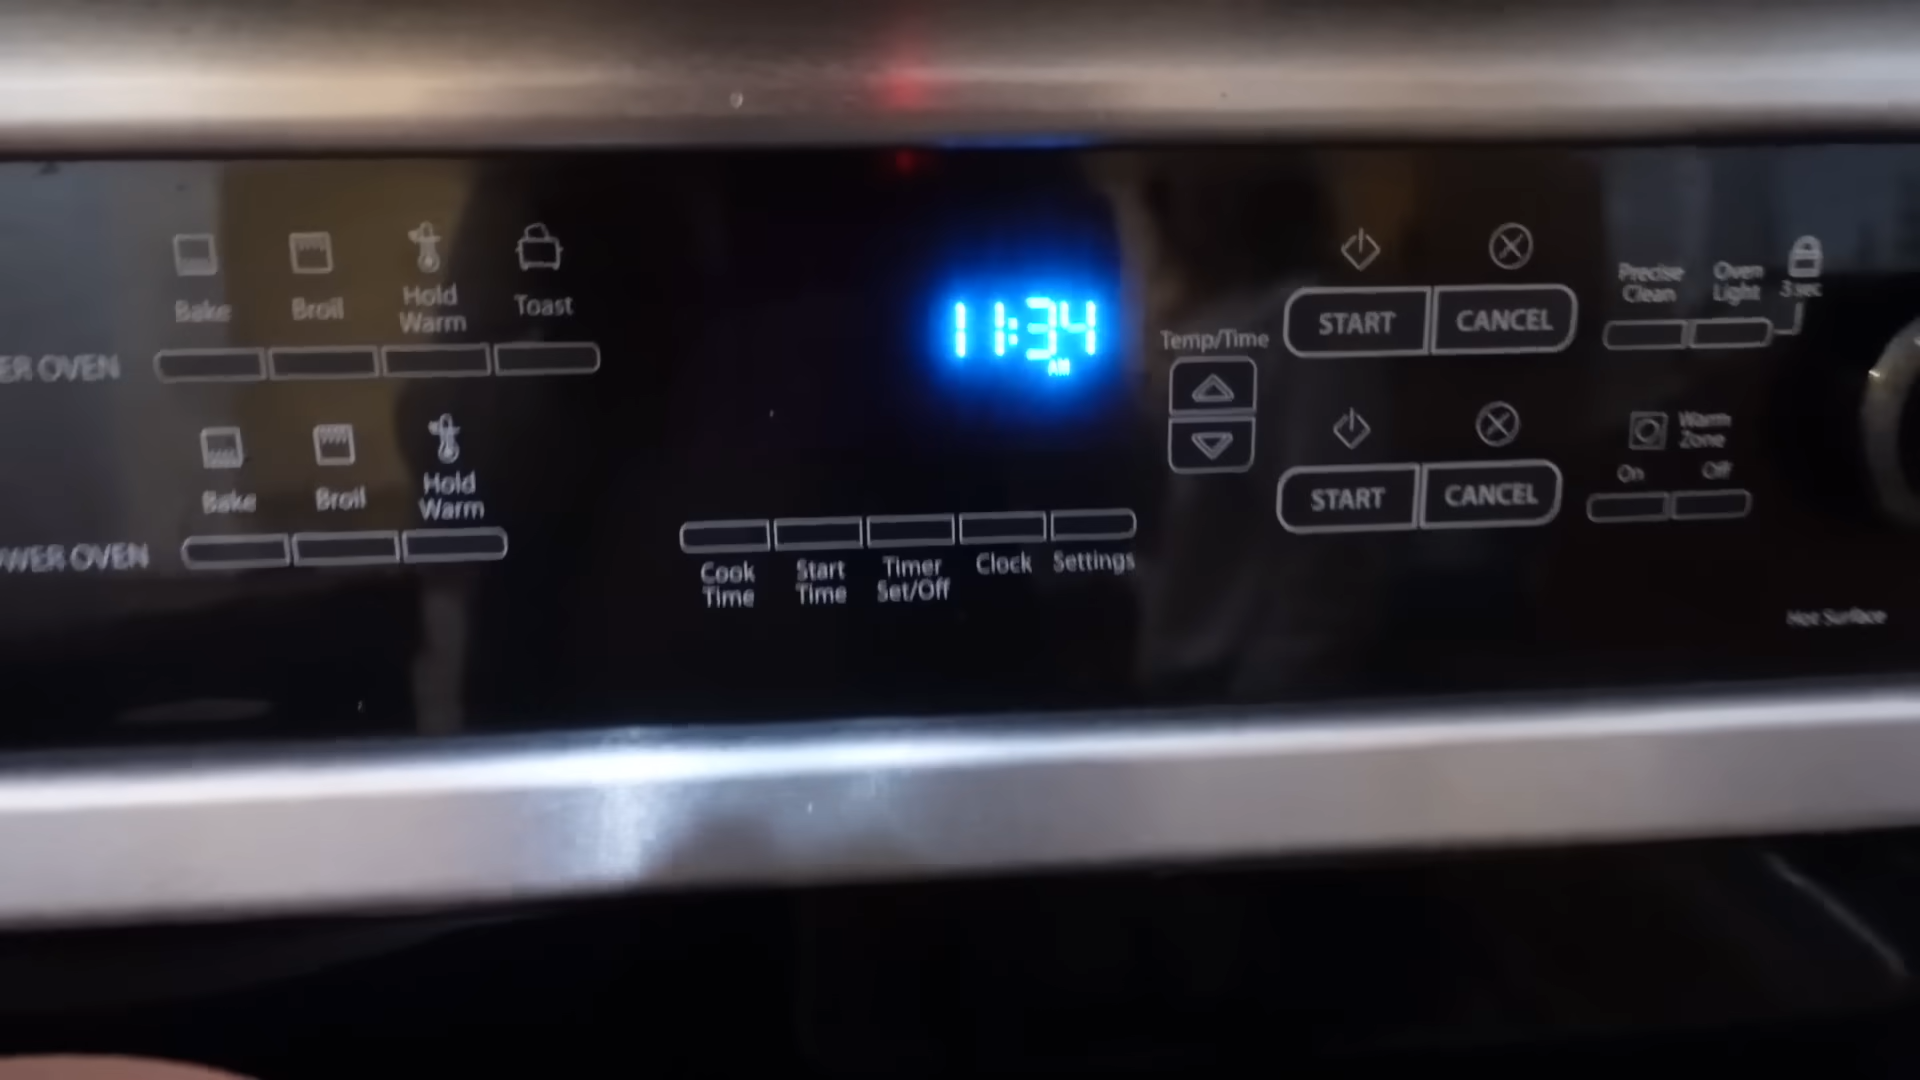 Bake
Broil
Hold
Warm
Toast
ER OVEN
Bake
Broil
Hold
Warm
WER OVEN
11:34
AM
Cook
Time
Start
Time
Timer
Set/Off
Clock
Settings
Temp/Time
START
CANCEL
START
CANCEL
Precise
Clean
Oven
Light
3 sec
Warm
Zone
On
Off
Hot Surface